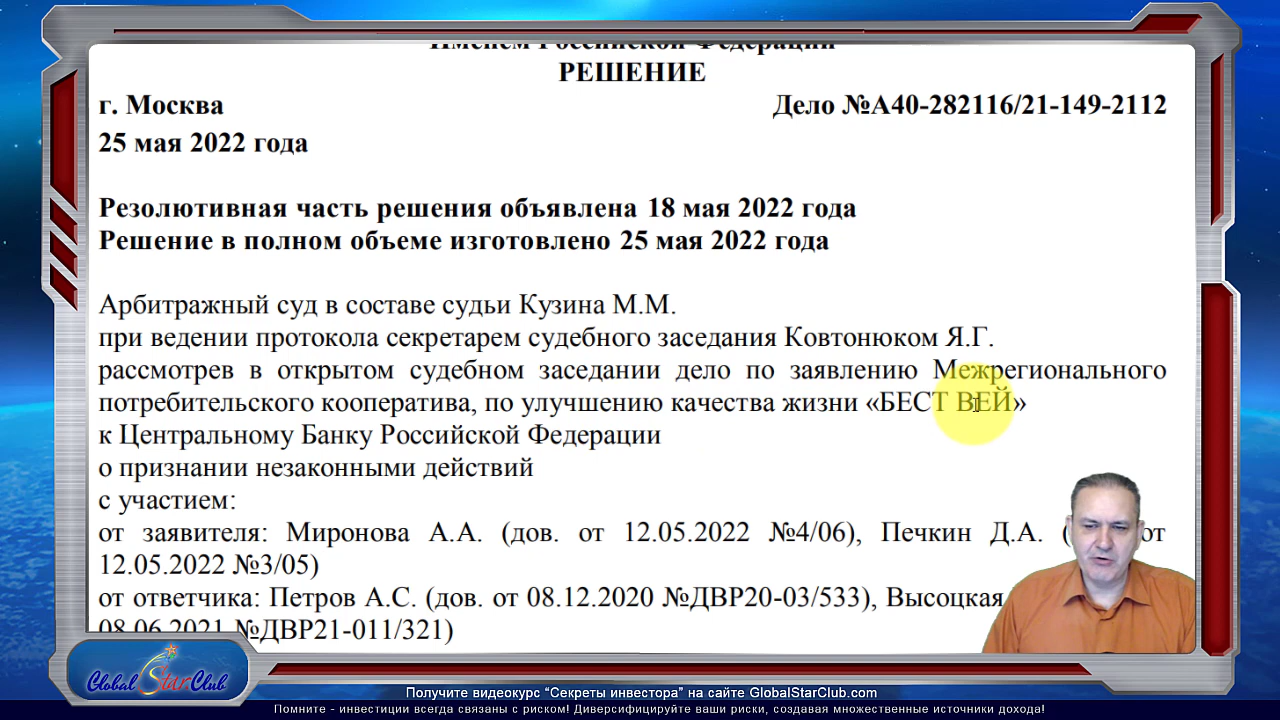 Именем Российской Федерации
РЕШЕНИЕ
г. Москва Дело №А40-282116/21-149-2112
25 мая 2022 года
Резолютивная часть решения объявлена 18 мая 2022 года
Решение в полном объеме изготовлено 25 мая 2022 года
Арбитражный суд в составе судьи Кузина М.М.
при ведении протокола секретарем судебного заседания Ковтонюком Я.Г.
рассмотрев в открытом судебном заседании дело по заявлению Межрегионального
потребительского кооператива, по улучшению качества жизни «БЕСТ ВЕЙ»
к Центральному Банку Российской Федерации
о признании незаконными действий
с участием:
от заявителя: Миронова А.А. (дов. от 12.05.2022 №4/06), Печкин Д.А. ( от
12.05.2022 №3/05)
от ответчика: Петров А.С. (дов. от 08.12.2020 №ДВР20-03/533), Высоцкая
08.06.2021 №ДВР21-011/321)
Global Star Club
Получите видеокурс "Секреты инвестора" на сайте GlobalStarClub.com
Помните - инвестиции всегда связаны с риском! Диверсифицируйте ваши риски, создавая множественные источники дохода!